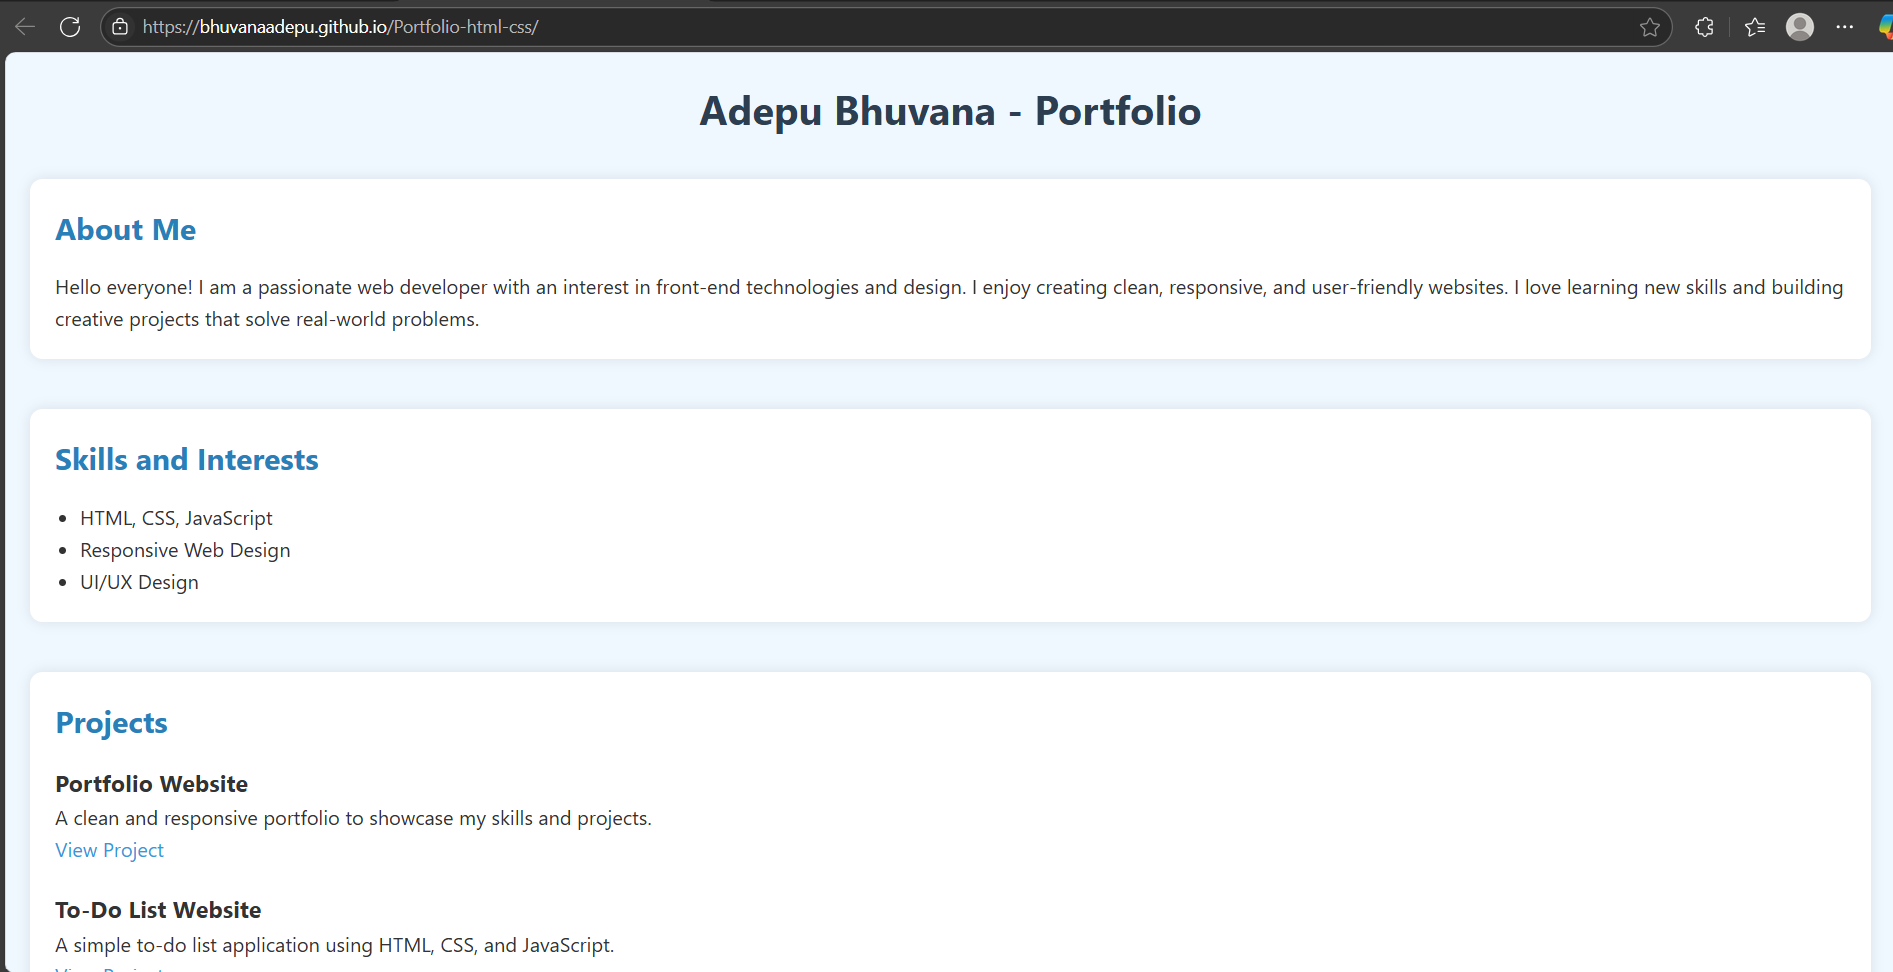 https://bhuvanaadepu.github.io/Portfolio-html-css/
Adepu Bhuvana - Portfolio
About Me
Hello everyone! I am a passionate web developer with an interest in front-end technologies and design. I enjoy creating clean, responsive, and user-friendly websites. I love learning new skills and building
creative projects that solve real-world problems.
Skills and Interests
HTML, CSS, JavaScript
Responsive Web Design
UI/UX Design
Projects
Portfolio Website
A clean and responsive portfolio to showcase my skills and projects.
View Project
To-Do List Website
A simple to-do list application using HTML, CSS, and JavaScript.